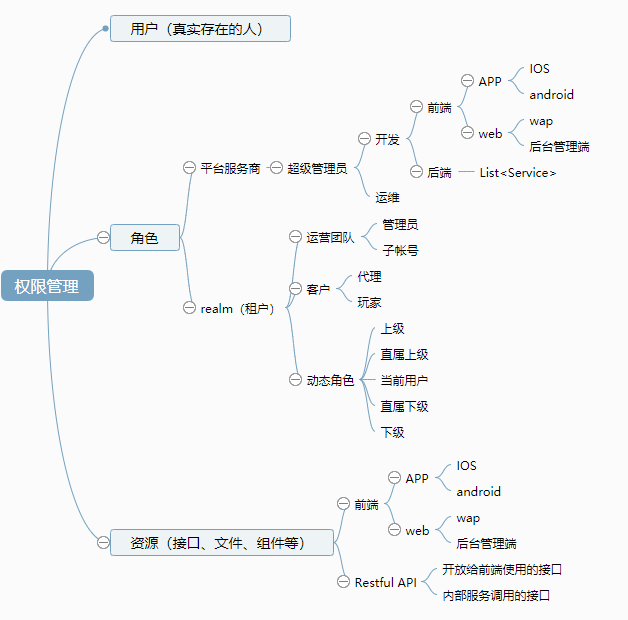 权限管理
用户（真实存在的人）
角色
平台服务商
超级管理员
开发
前端
APP
IOS
android
web
wap
后台管理端
后端
List<Service>
运维
realm（租户）
运营团队
管理员
子帐号
客户
代理
玩家
动态角色
上级
直属上级
当前用户
直属下级
下级
资源（接口、文件、组件等）
前端
APP
IOS
android
web
wap
后台管理端
Restful API
开放给前端使用的接口
内部服务调用的接口